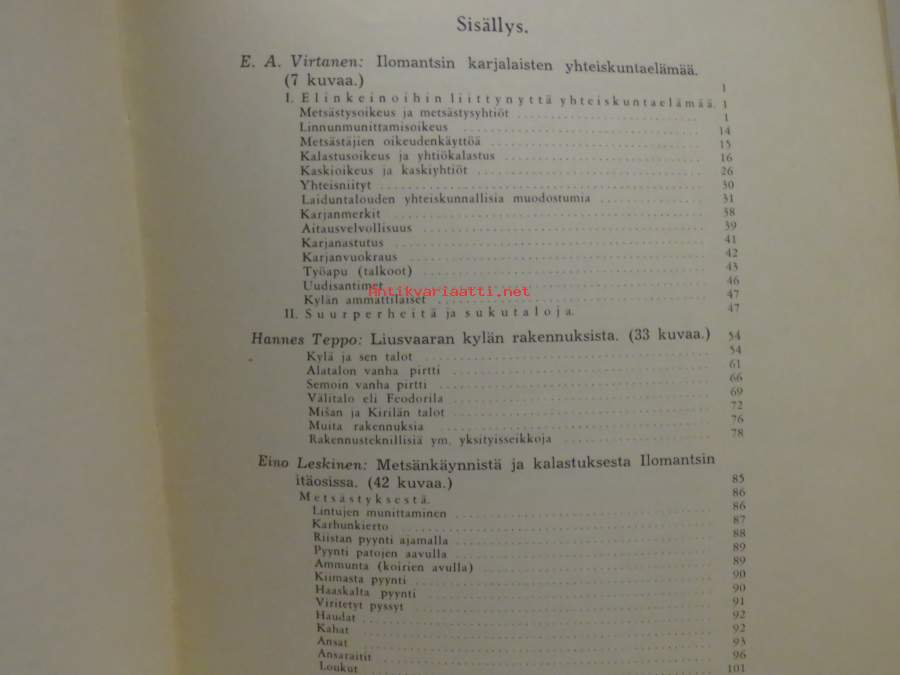 Sisällys.
E. A. Virtanen: Ilomantsin karjalaisten yhteiskuntaelämää.
(7 kuvaa.) 1
I. Elinkeinoihin liittynyttä yhteiskuntaelämää. 1
Metsästysoikeus ja metsästysyhtiöt 1
Linnunmunittamisoikeus 14
Metsästäjien oikeudenkäyttöä 15
Kalastusoikeus ja yhtiökalastus 16
Kaskioikeus ja kaskiyhtiöt 26
Yhteisniityt 30
Laiduntalouden yhteiskunnallisia muodostumia 31
Karjanmerkit 38
Aitausvelvollisuus 39
Karjanastutus 41
Karjanvuokraus 42
Työapu (talkoot) 43
Uudisantimet 46
Antikvariaatti.net
Kylän ammattilaiset 47
II. Suurperheitä ja sukutaloja. 47
Hannes Teppo: Liusvaaran kylän rakennuksista. (33 kuvaa.) 54
Kylä ja sen talot 54
Alatalon vanha pirtti 61
Semoin vanha pirtti 66
Välitalo eli Feodorila 69
Mišan ja Kirilän talot 72
Muita rakennuksia 76
Rakennusteknillisiä ym. yksityisseikkoja 78
Eino Leskinen: Metsänkäynnistä ja kalastuksesta Ilomantsin
itäosissa. (42 kuvaa.) 85
Metsästyksestä. 86
Lintujen munittaminen 86
Karhunkierto 87
Riistan pyynti ajamalla 88
Pyynti patojen aavulla 89
Ammunta (koirien avulla) 89
Kiimasta pyynti 90
Haaskalta pyynti 90
Viritetyt pyssyt 91
Haudat 92
Kahat 92
Ansat 93
Ansaraitit 96
Loukut 101